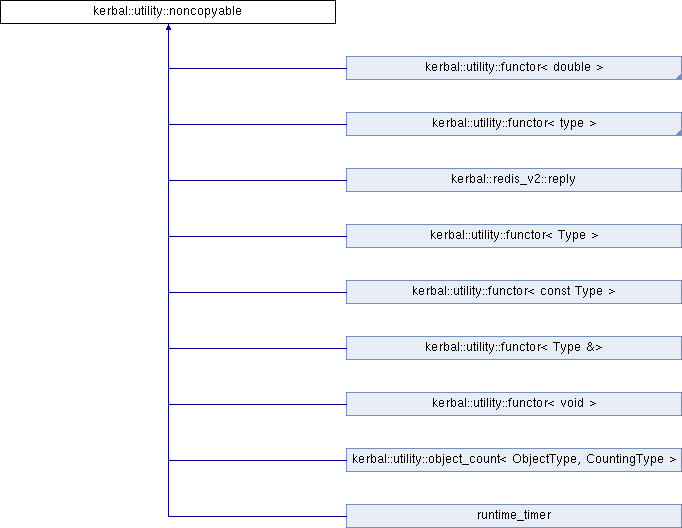 kerbal::utility::noncopyable
kerbal::utility::functor< double >
kerbal::utility::functor< type >
kerbal::redis_v2::reply
kerbal::utility::functor< Type >
kerbal::utility::functor< const Type >
kerbal::utility::functor< Type &>
kerbal::utility::functor< void >
kerbal::utility::object_count< ObjectType, CountingType >
runtime_timer